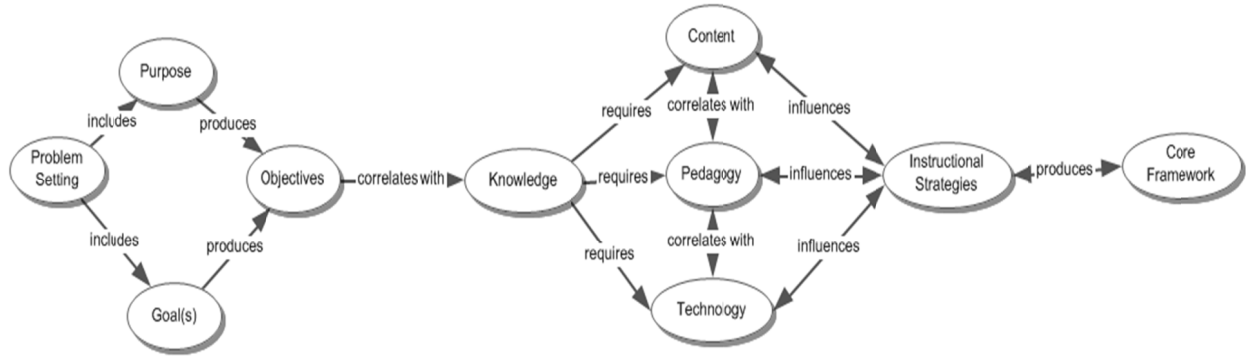 Content
Purpose
requires
correlates with
influences
includes
produces
Problem
Setting
Objectives
correlates with
Knowledge
requires
Pedagogy
influences
Instructional
Strategies
produces
Core
Framework
includes
produces
requires
correlates with
influences
Goal(s)
Technology